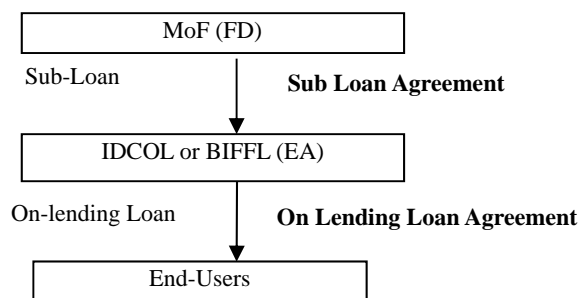 MoF (FD)
Sub-Loan
Sub Loan Agreement
IDCOL or BIFFL (EA)
On-lending Loan
On Lending Loan Agreement
End-Users